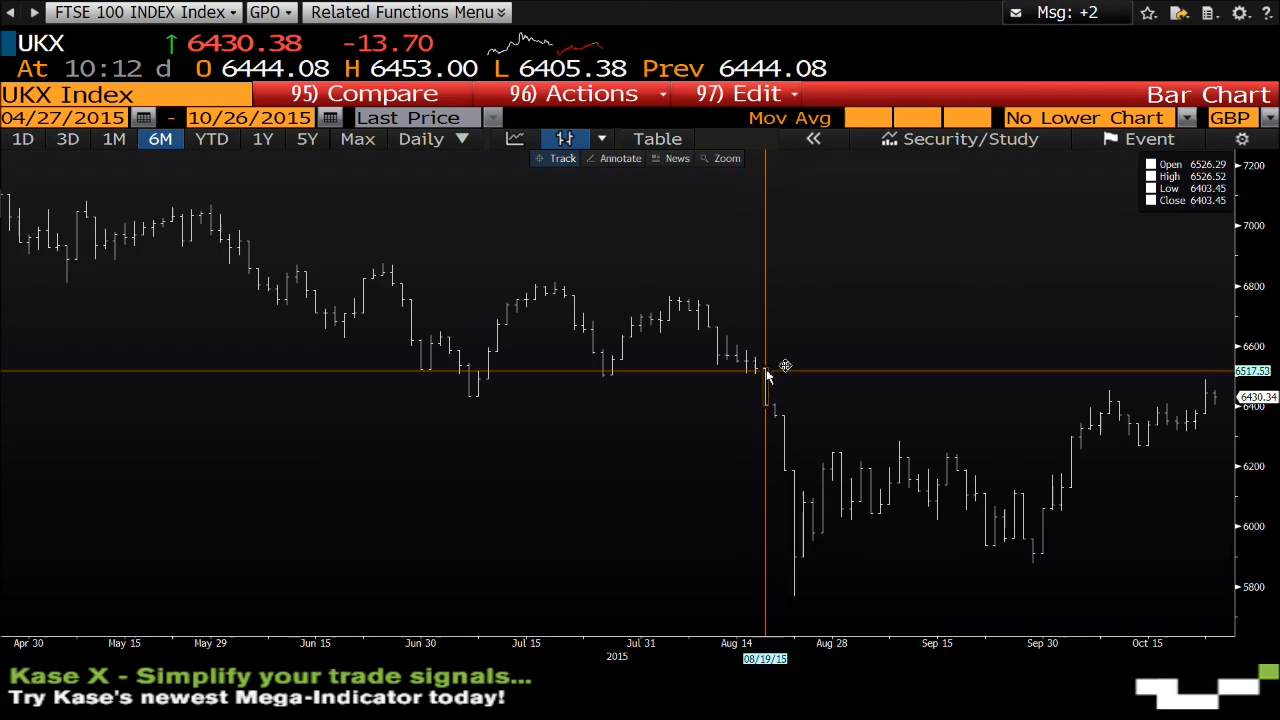 FTSE 100 INDEX Index GPO Related Functions Menu Msg: +2
UKX 6430.38 -13.70
At 10:12 d O 6444.08 H 6453.00 L 6405.38 Prev 6444.08
UKX Index 95) Compare 96) Actions 97) Edit Bar Chart
04/27/2015 - 10/26/2015 Last Price Mov Avg No Lower Chart GBP
1D 3D 1M 6M YTD 1Y 5Y Max Daily Table Security/Study Event
Track Annotate News Zoom
Open 6526.29
High 6526.52
Low 6403.45
Close 6403.45
7200
7000
6800
6600
6517.53
6430.34
6400
6200
6000
5800
Apr 30 May 15 May 29 Jun 15 Jun 30 Jul 15 Jul 31 Aug 14 Aug 28 Sep 15 Sep 30 Oct 15
2015 08/19/15
Kase X - Simplify your trade signals...
Try Kase's newest Mega-Indicator today!